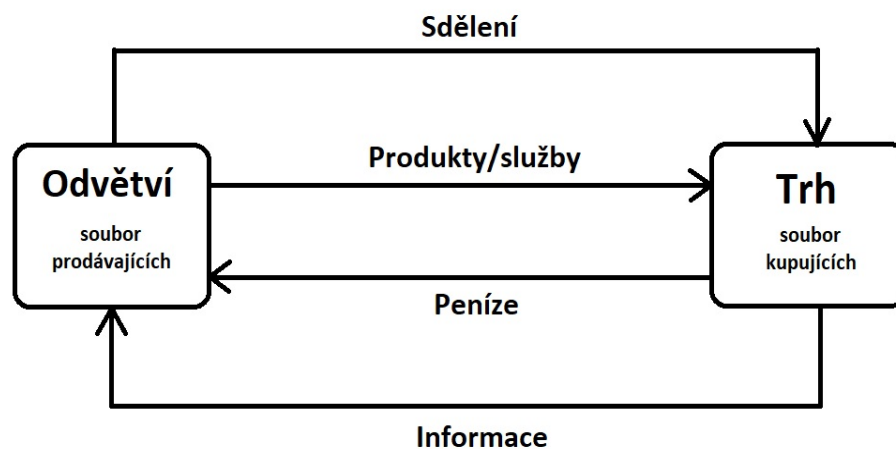 Sdělení
Produkty/služby
Odvětví
soubor
prodávajících
Trh
soubor
kupujících
Peníze
Informace